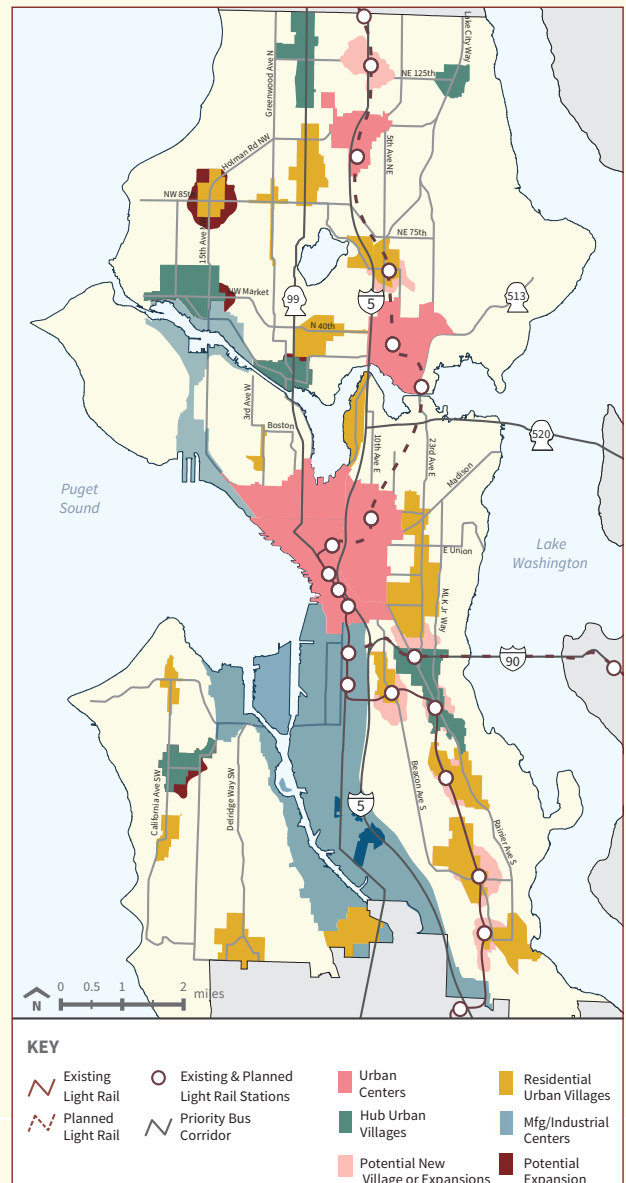 Lake City Way
Greenwood Ave N
NE 125th
Holman Rd NW
5th Ave NE
NW 85th
15th Ave
NE 75th
NW Market
99
5
513
N 40th
3rd Ave W
Boston
10th Ave E
23rd Ave E
520
Madison
Puget
Sound
E Union
Lake
Washington
MLK Jr Way
90
California Ave SW
Delridge Way SW
Beacon Ave S
5
Rainier Ave S
N
0 0.5 1 2 miles
KEY
Existing
Light Rail
Existing & Planned
Light Rail Stations
Urban
Centers
Residential
Urban Villages
Planned
Light Rail
Priority Bus
Corridor
Hub Urban
Villages
Mfg/Industrial
Centers
Potential New
Village or Expansions
Potential
Expansion